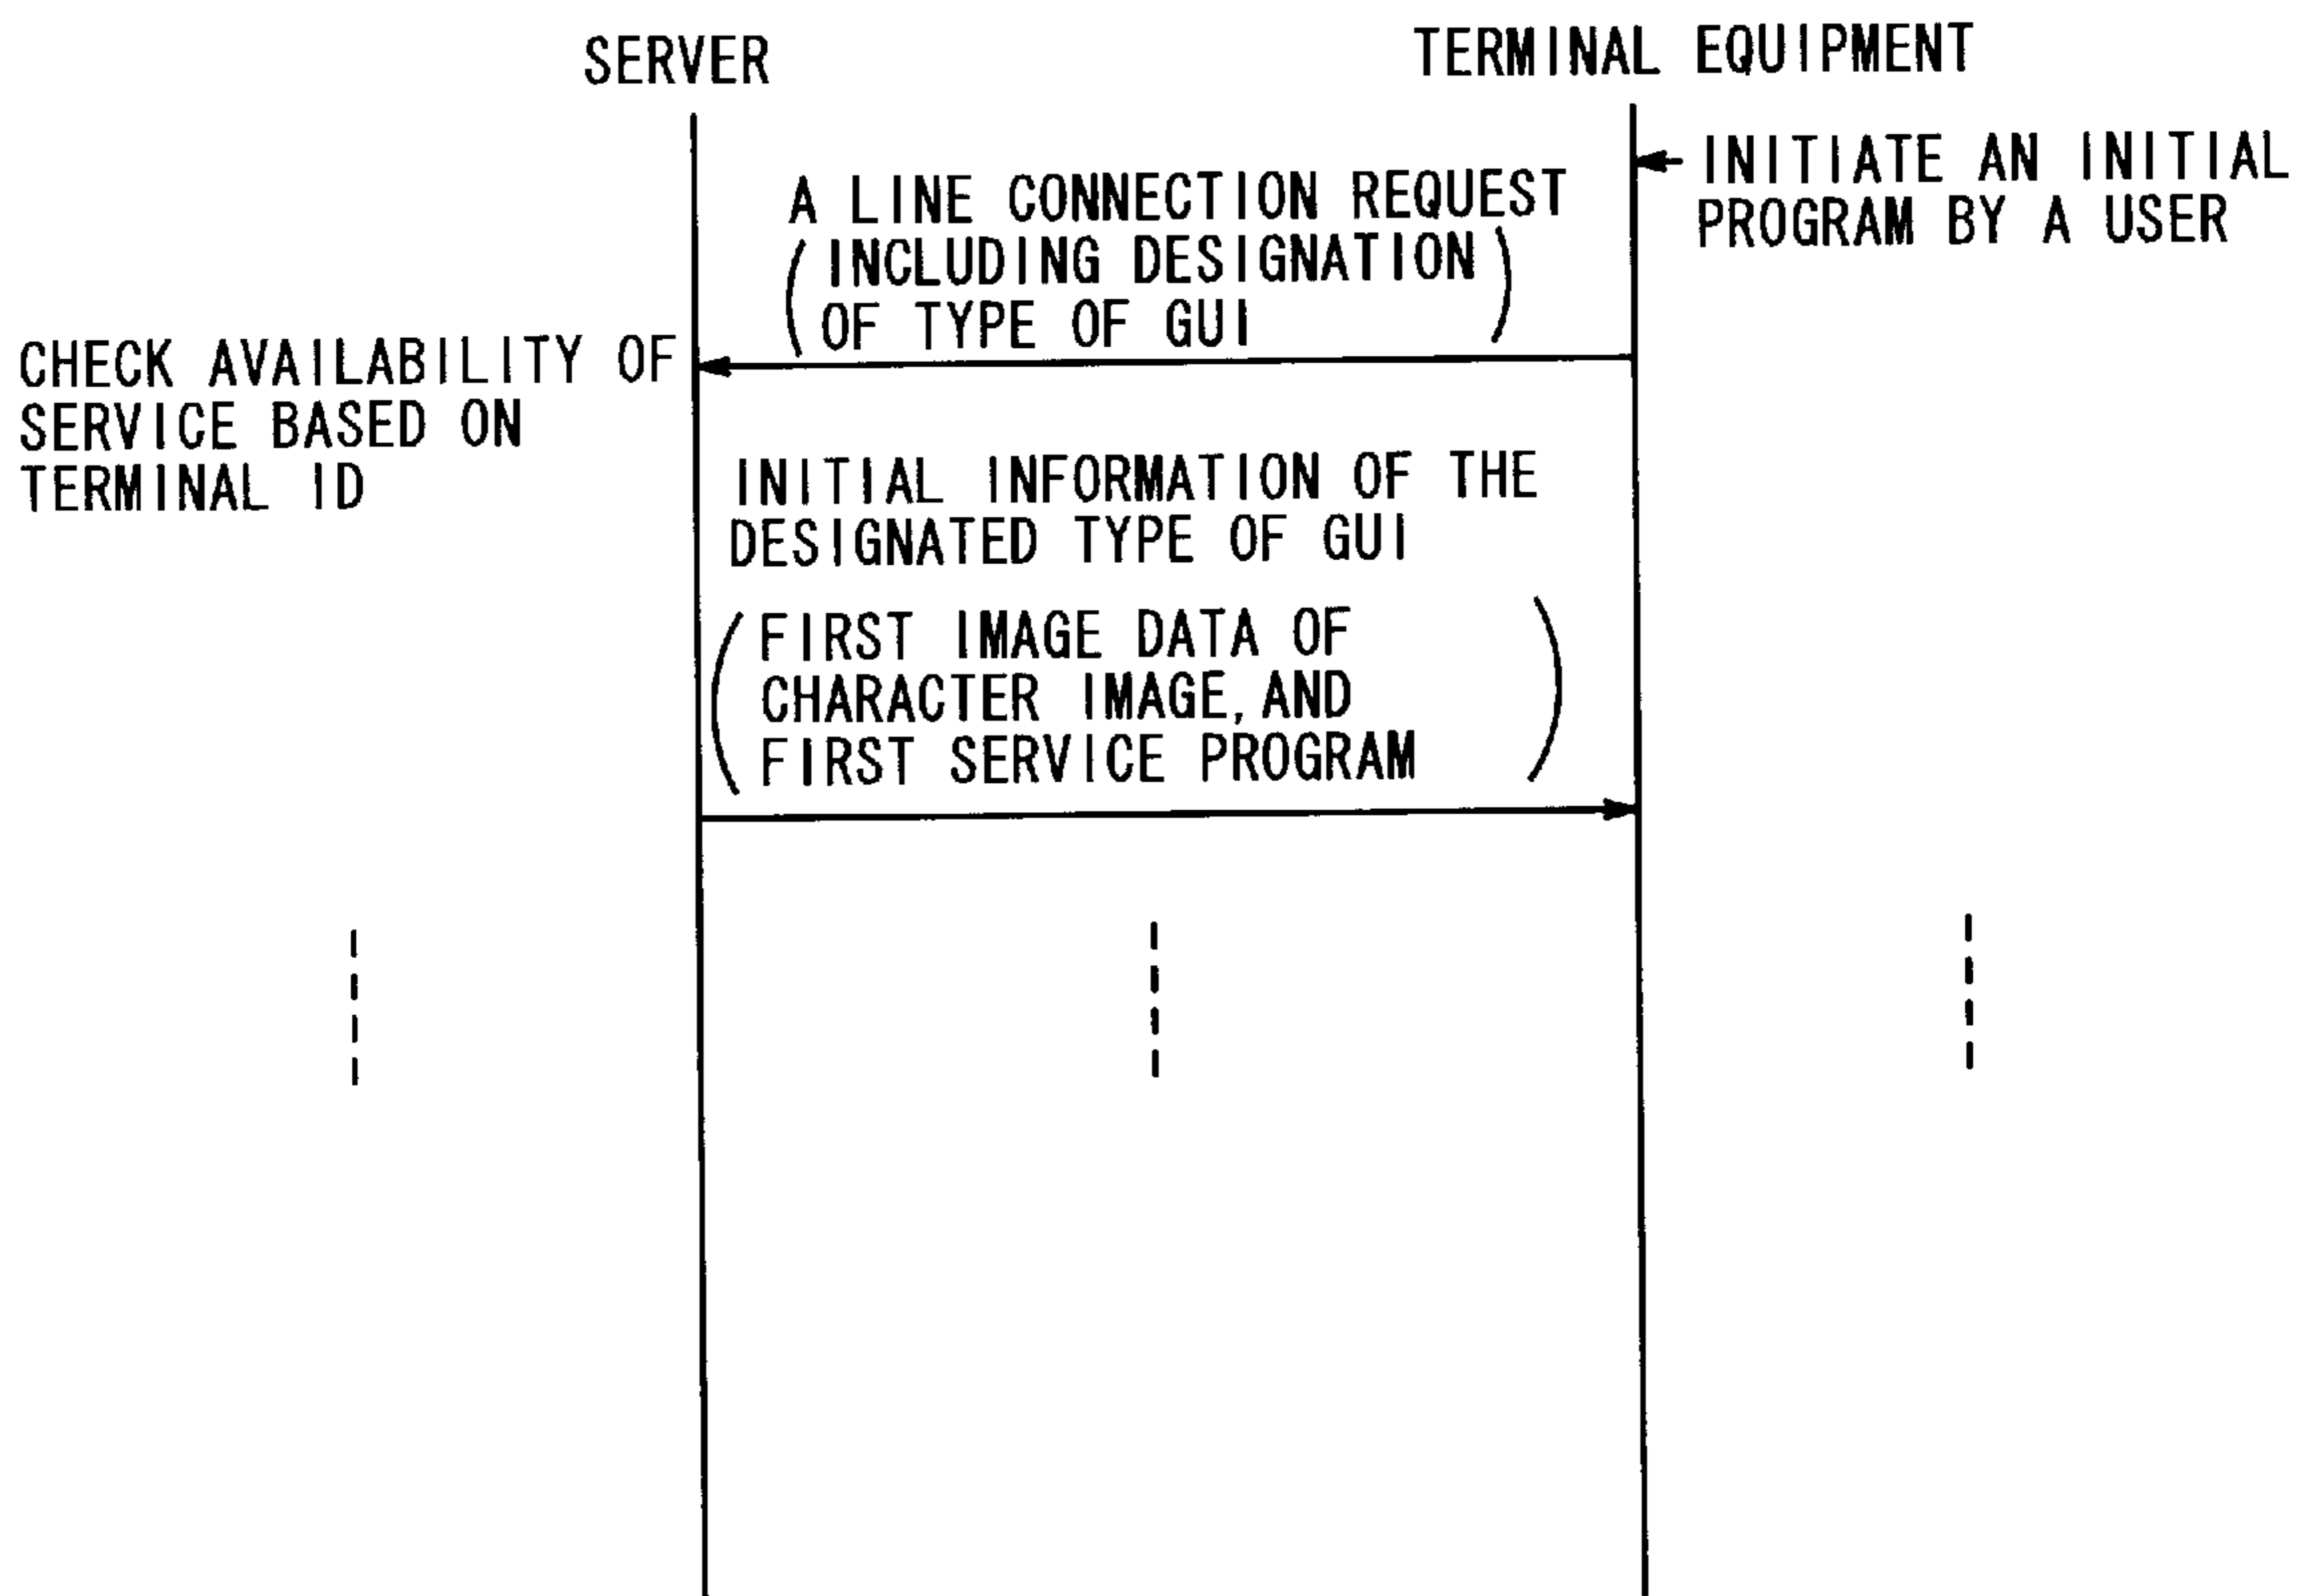 SERVER
TERMINAL EQUIPMENT
INITIATE AN INITIAL
PROGRAM BY A USER
A LINE CONNECTION REQUEST
(INCLUDING DESIGNATION
OF TYPE OF GUI)
CHECK AVAILABILITY OF
SERVICE BASED ON
TERMINAL ID
INITIAL INFORMATION OF THE
DESIGNATED TYPE OF GUI
(FIRST IMAGE DATA OF
CHARACTER IMAGE, AND
FIRST SERVICE PROGRAM)